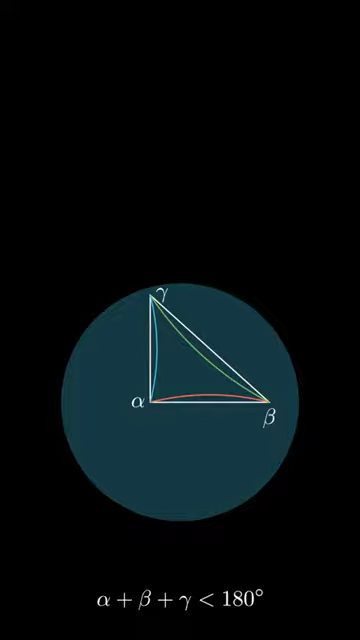 γ
α
β
α + β + γ < 180°